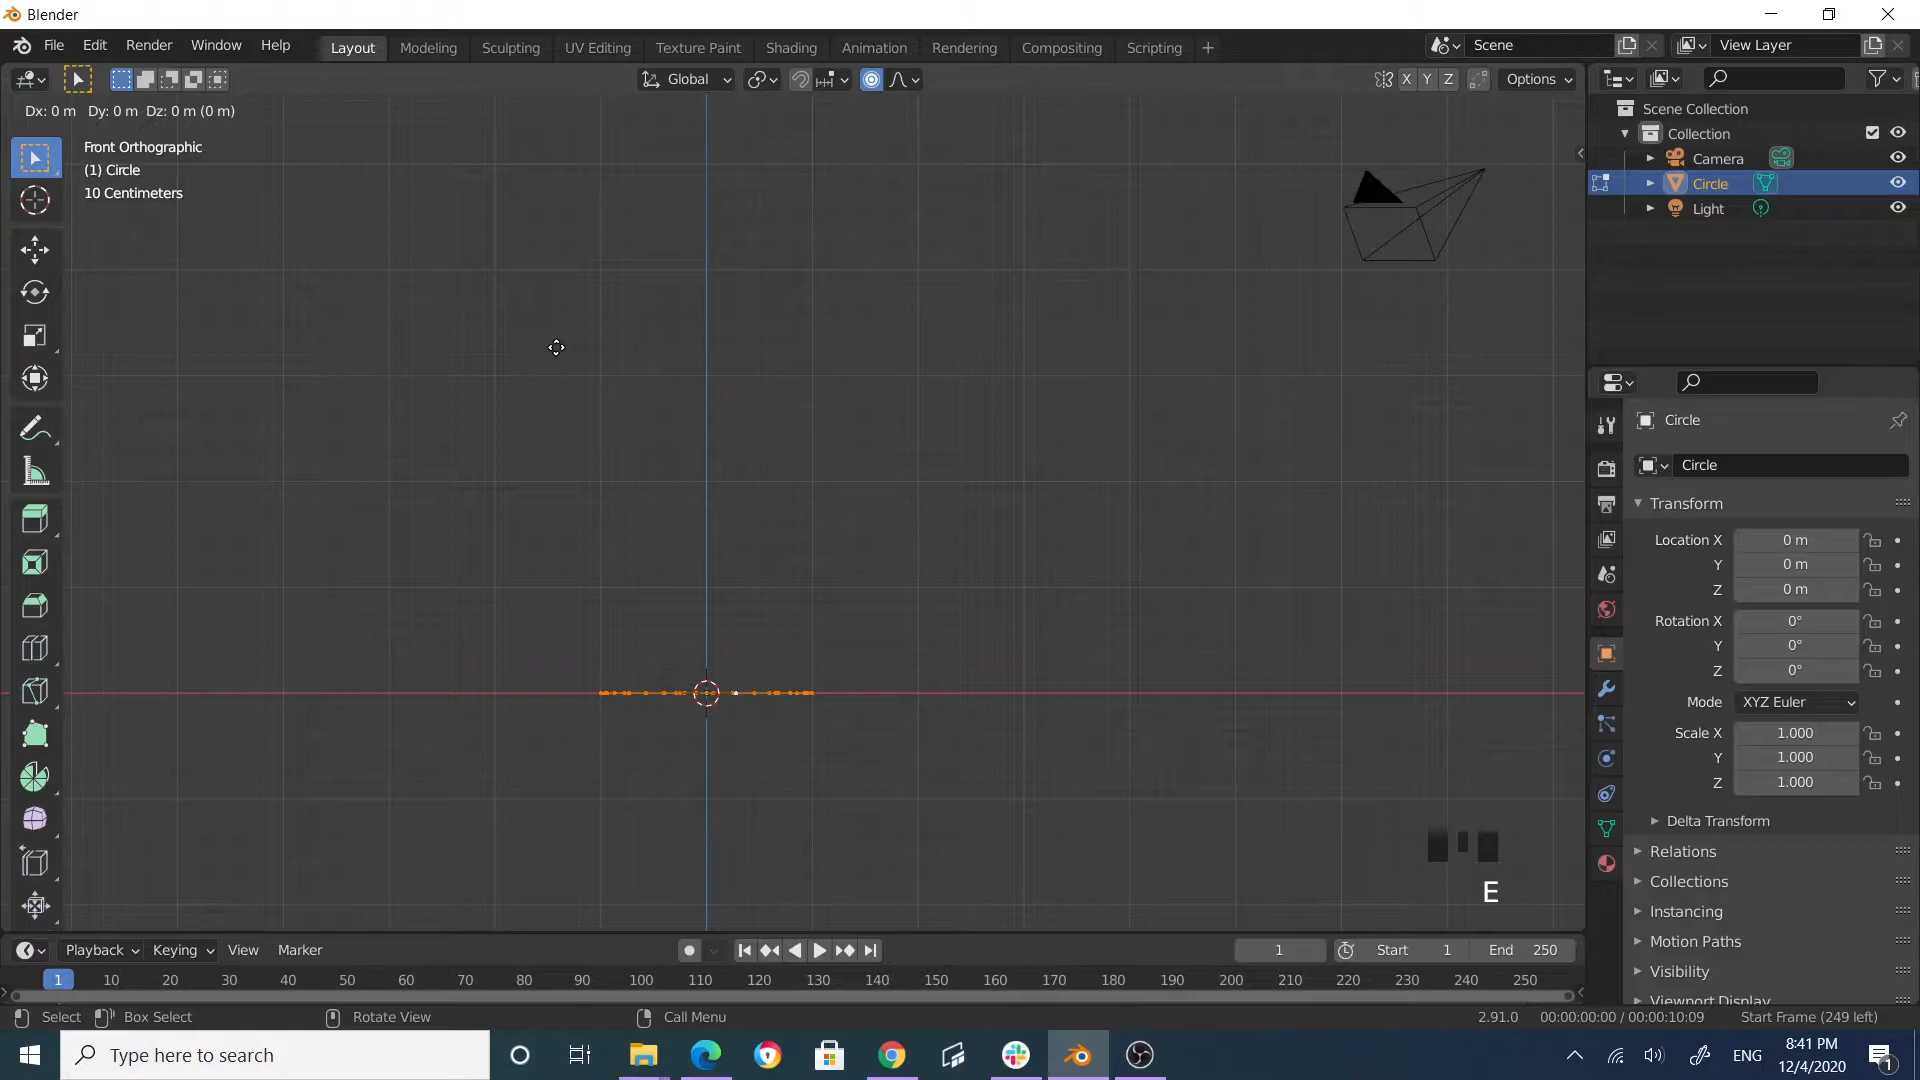 Blender
File Edit Render Window Help Layout Modeling Sculpting UV Editing Texture Paint Shading Animation Rendering Compositing Scripting + Scene View Layer
Global X Y Z Options
Dx: 0 m Dy: 0 m Dz: 0 m (0 m)
Front Orthographic
(1) Circle
10 Centimeters
Scene Collection
Collection
Camera
Circle
Light
Circle
Circle
Transform
Location X 0 m
Y 0 m
Z 0 m
Rotation X 0°
Y 0°
Z 0°
Mode XYZ Euler
Scale X 1.000
Y 1.000
Z 1.000
Delta Transform
Relations
Collections
Instancing
Motion Paths
Visibility
Viewport Display
E
Playback Keying View Marker 1 Start 1 End 250
1 10 20 30 40 50 60 70 80 90 100 110 120 130 140 150 160 170 180 190 200 210 220 230 240 250
Select Box Select Rotate View Call Menu 2.91.0 00:00:00:00 / 00:00:10:09 Start Frame (249 left)
Type here to search ENG 8:41 PM
12/4/2020 1